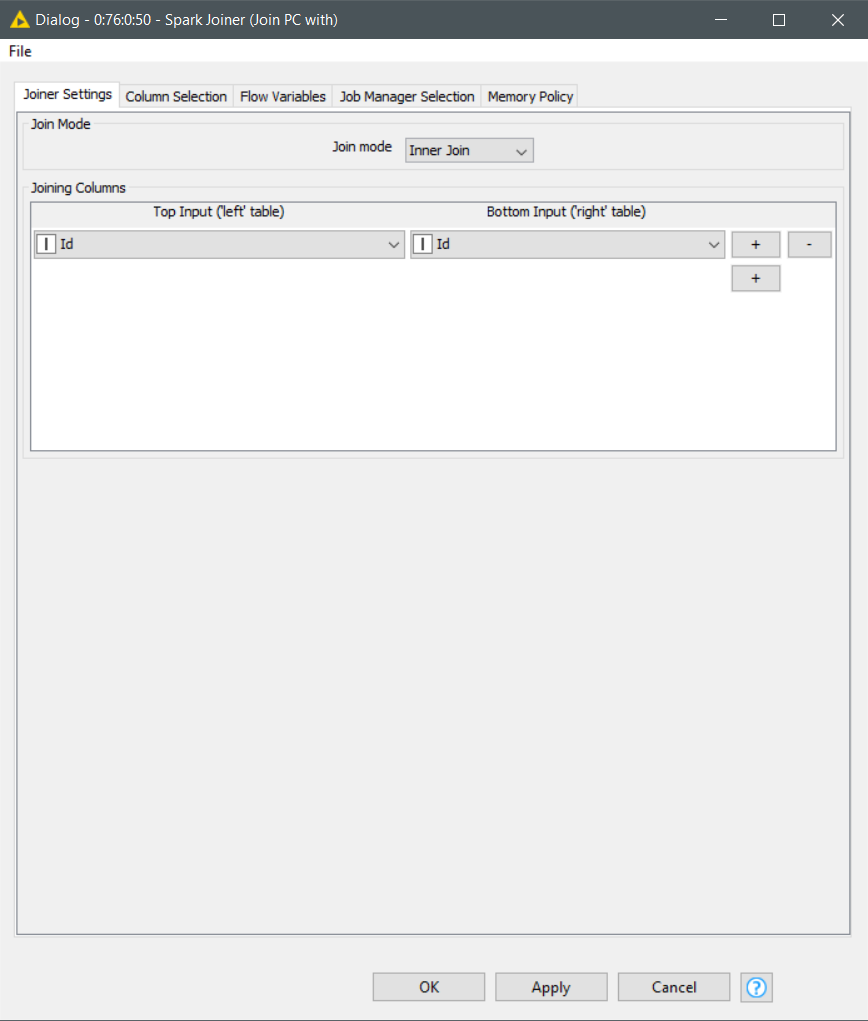 Dialog - 0:76:0:50 - Spark Joiner (Join PC with)
File
Joiner Settings Column Selection Flow Variables Job Manager Selection Memory Policy
Join Mode
Join mode Inner Join
Joining Columns
Top Input ('left' table) Bottom Input ('right' table)
I Id I Id + -
+
OK Apply Cancel ?